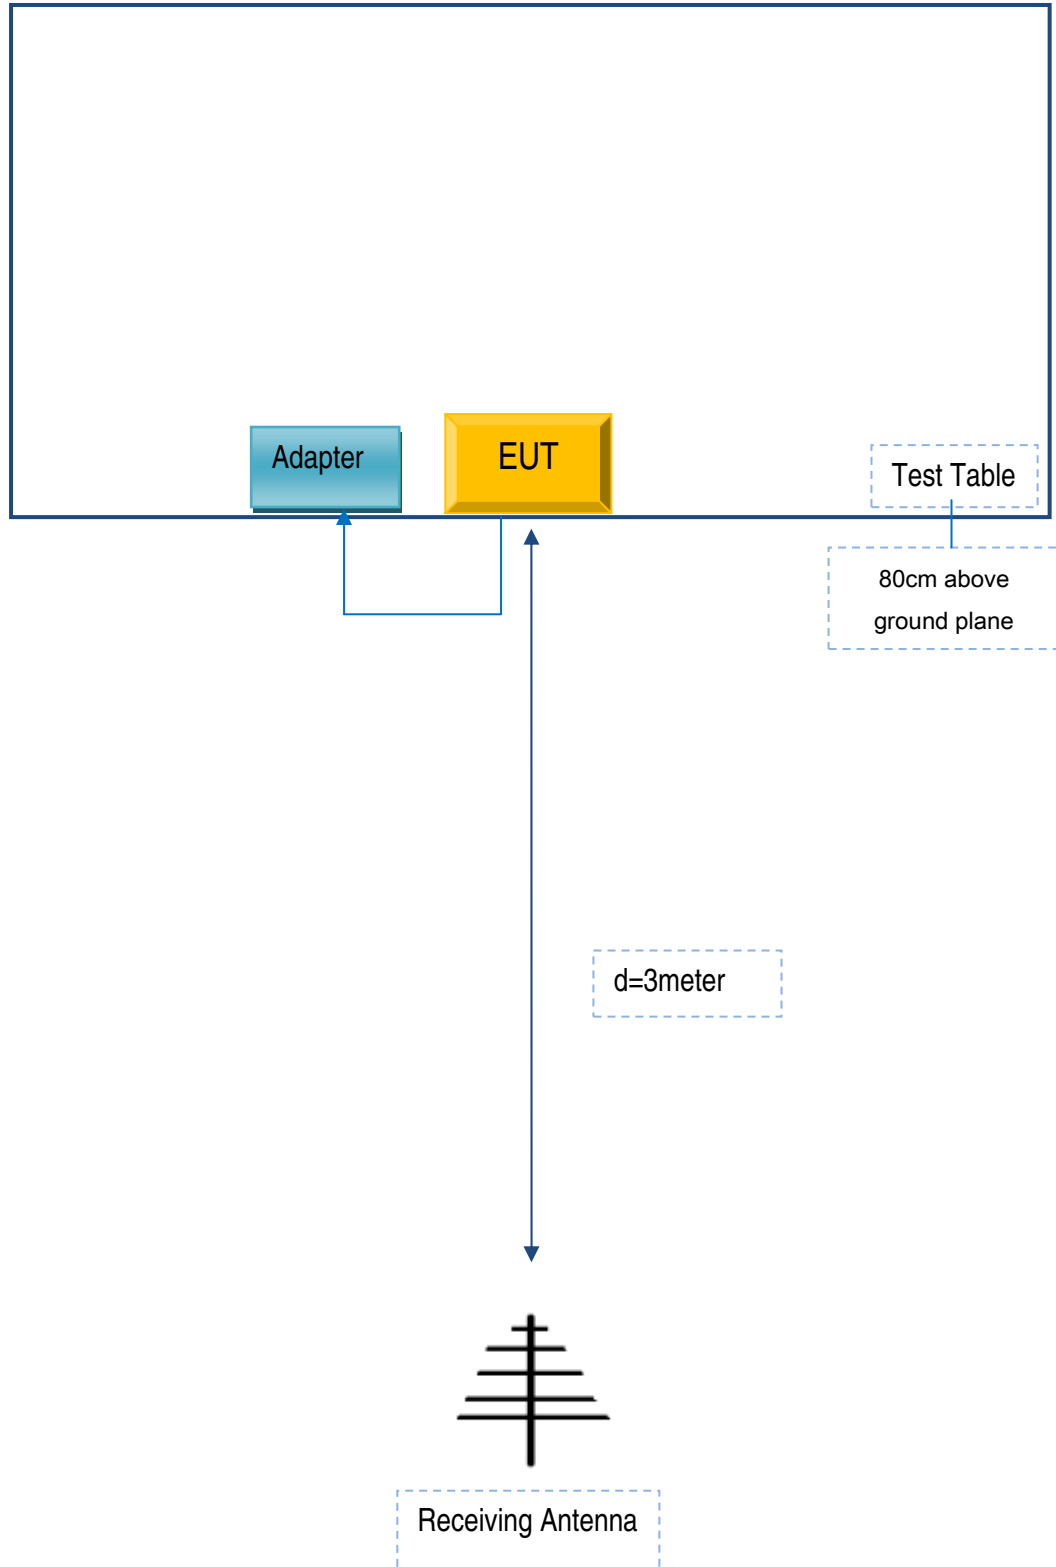 Adapter
EUT
Test Table
80cm above
ground plane
d=3meter
Receiving Antenna